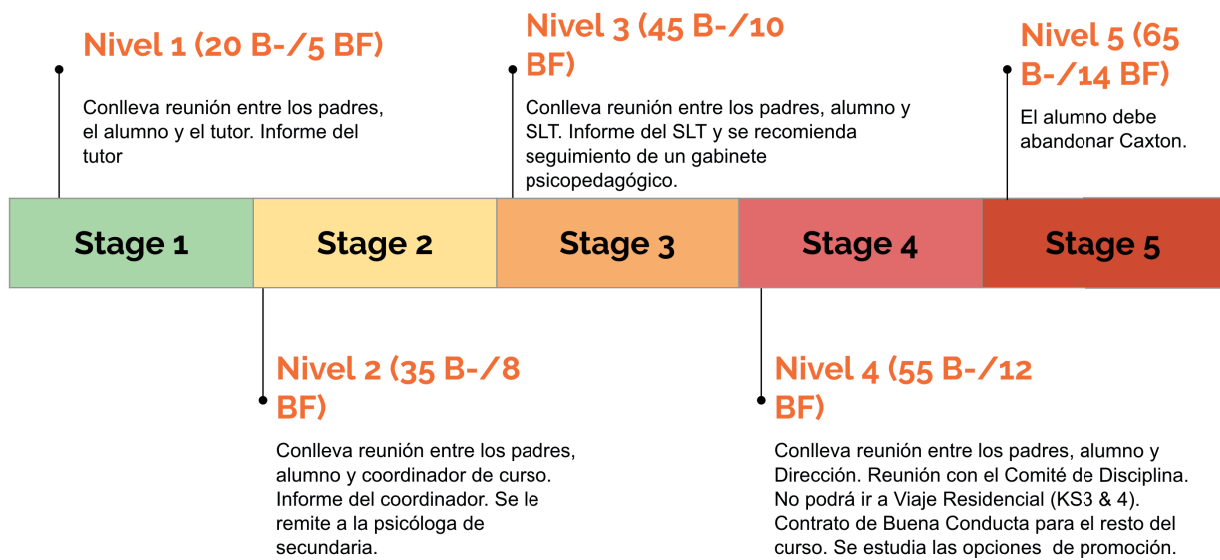 Nivel 1 (20 B-/5 BF)
Conlleva reunión entre los padres,
el alumno y el tutor. Informe del
tutor
Nivel 3 (45 B-/10
BF)
Conlleva reunión entre los padres, alumno y
SLT. Informe del SLT y se recomienda
seguimiento de un gabinete
psicopedagógico.
Nivel 5 (65
B-/14 BF)
El alumno debe
abandonar Caxton.
Stage 1
Stage 2
Stage 3
Stage 4
Stage 5
Nivel 2 (35 B-/8
BF)
Conlleva reunión entre los padres,
alumno y coordinador de curso.
Informe del coordinador. Se le
remite a la psicóloga de
secundaria.
Nivel 4 (55 B-/12
BF)
Conlleva reunión entre los padres, alumno y
Dirección. Reunión con el Comité de Disciplina.
No podrá ir a Viaje Residencial (KS3 & 4).
Contrato de Buena Conducta para el resto del
curso. Se estudia las opciones de promoción.